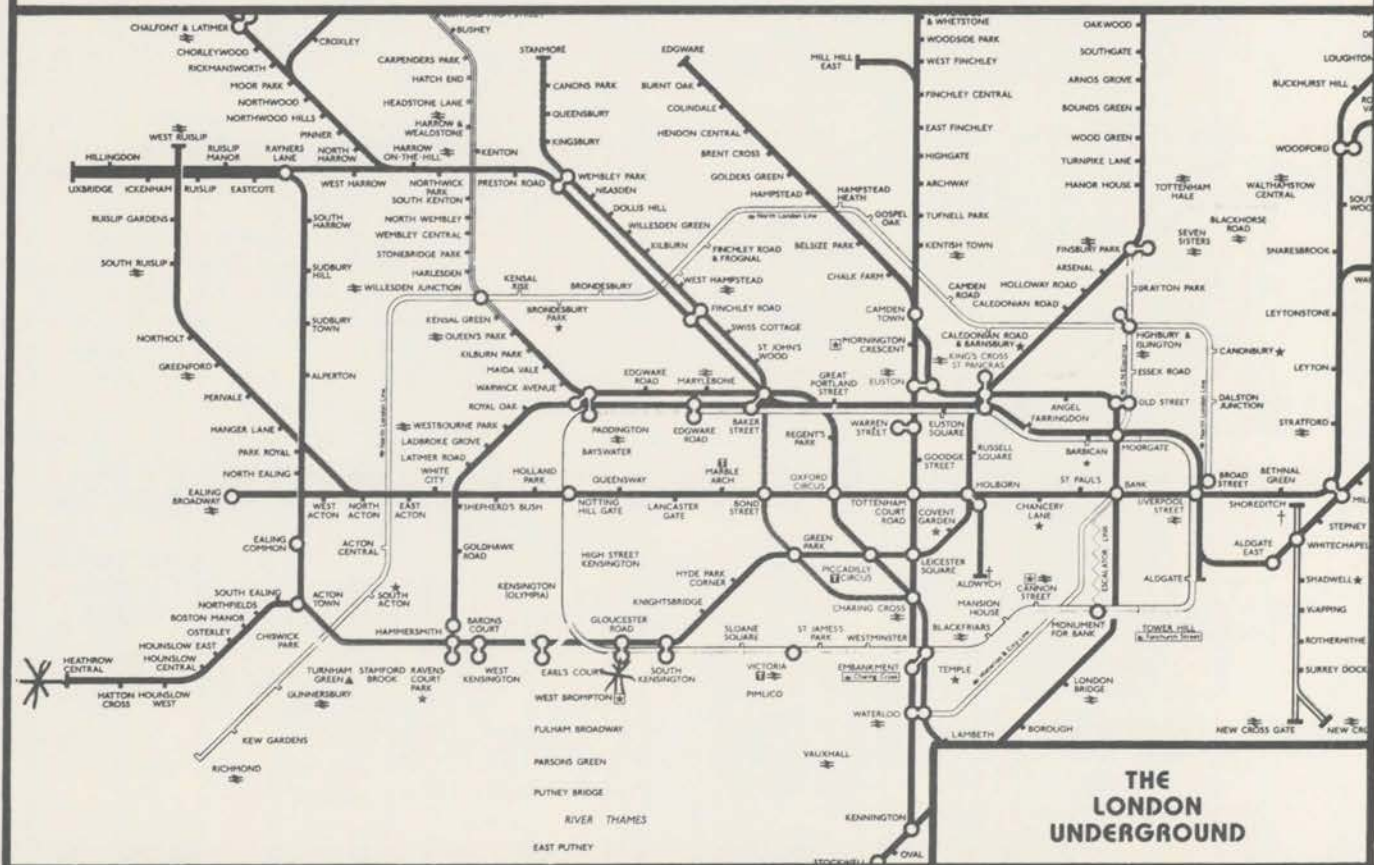 CHALFONT & LATIMER
CHORLEYWOOD
RICKMANSWORTH
MOOR PARK
NORTHWOOD
NORTHWOOD HILLS
PINNER
NORTH
HARROW
CROXLEY
BUSHEY
CARPENDERS PARK
HATCH END
HEADSTONE LANE
HARROW &
WEALDSTONE
HARROW
ON-THE-HILL
KENTON
STANMORE
CANONS PARK
QUEENSBURY
KINGSBURY
EDGWARE
BURNT OAK
COLINDALE
HENDON CENTRAL
BRENT CROSS
GOLDERS GREEN
HAMPSTEAD
MILL HILL
EAST
& WHETSTONE
WOODSIDE PARK
WEST FINCHLEY
FINCHLEY CENTRAL
EAST FINCHLEY
HIGHGATE
ARCHWAY
TUFNELL PARK
KENTISH TOWN
OAKWOOD
SOUTHGATE
ARNOS GROVE
BOUNDS GREEN
WOOD GREEN
TURNPIKE LANE
MANOR HOUSE
LOUGHTON
BUCKHURST HILL
WOODFORD
WEST RUISLIP
HILLINGDON
RUISLIP
MANOR
RAYNERS
LANE
UXBRIDGE
ICKENHAM
RUISLIP
EASTCOTE
WEST HARROW
NORTHWICK
PARK
PRESTON ROAD
SOUTH KENTON
NORTH WEMBLEY
WEMBLEY CENTRAL
STONEBRIDGE PARK
HARLESDEN
WILLESDEN JUNCTION
WEMBLEY PARK
NEASDEN
DOLLIS HILL
WILLESDEN GREEN
KILBURN
WEST HAMPSTEAD
FINCHLEY ROAD
SWISS COTTAGE
ST. JOHN'S
WOOD
FINCHLEY ROAD
& FROGNAL
North London Line
HAMPSTEAD
HEATH
GOSPEL
OAK
BELSIZE PARK
CHALK FARM
CAMDEN
TOWN
CAMDEN
ROAD
TOTTENHAM
HALE
WALTHAMSTOW
CENTRAL
BLACKHORSE
ROAD
SEVEN
SISTERS
FINSBURY PARK
ARSENAL
HOLLOWAY ROAD
CALEDONIAN ROAD
DRAYTON PARK
SNARESBROOK
LEYTONSTONE
LEYTON
STRATFORD
RUISLIP GARDENS
SOUTH RUISLIP
NORTHOLT
GREENFORD
PERIVALE
HANGER LANE
PARK ROYAL
NORTH EALING
EALING
BROADWAY
SOUTH
HARROW
SUDBURY
HILL
SUDBURY
TOWN
ALPERTON
North London Line
KENSAL
RISE
BRONDESBURY
BRONDESBURY
PARK
KENSAL GREEN
QUEEN'S PARK
KILBURN PARK
MAIDA VALE
WARWICK AVENUE
ROYAL OAK
WESTBOURNE PARK
LADBROKE GROVE
LATIMER ROAD
EDGWARE
ROAD
MARYLEBONE
GREAT
PORTLAND
STREET
MORNINGTON
CRESCENT
EUSTON
CALEDONIAN ROAD
& BARNSBURY
KING'S CROSS
ST. PANCRAS
HIGHBURY &
ISLINGTON
CANONBURY
ESSEX ROAD
DALSTON
JUNCTION
North London Line
PADDINGTON
BAYSWATER
EDGWARE
ROAD
BAKER
STREET
REGENT'S
PARK
WARREN
STREET
EUSTON
SQUARE
ANGEL
FARRINGDON
OLD STREET
GOODGE
STREET
RUSSELL
SQUARE
BARBICAN
MOORGATE
WEST
ACTON
NORTH
ACTON
EAST
ACTON
WHITE
CITY
SHEPHERD'S BUSH
HOLLAND
PARK
NOTTING
HILL GATE
QUEENSWAY
LANCASTER
GATE
MARBLE
ARCH
BOND
STREET
OXFORD
CIRCUS
TOTTENHAM
COURT
ROAD
HOLBORN
CHANCERY
LANE
ST PAUL'S
BANK
LIVERPOOL
STREET
BROAD
STREET
BETHNAL
GREEN
SHOREDITCH
STEPNEY
WHITECHAPEL
SHADWELL
WAPPING
ROTHERHITHE
SURREY DOCK
NEW CROSS GATE
EALING
COMMON
ACTON
CENTRAL
SOUTH
ACTON
GOLDHAWK
ROAD
HAMMERSMITH
KENSINGTON
(OLYMPIA)
HIGH STREET
KENSINGTON
HYDE PARK
CORNER
KNIGHTSBRIDGE
GREEN
PARK
PICCADILLY
CIRCUS
COVENT
GARDEN
LEICESTER
SQUARE
ALDWYCH
CHARING CROSS
CANNON
STREET
MANSION
HOUSE
BLACKFRIARS
ESCALATOR LINK
MONUMENT
FOR BANK
ALDGATE
EAST
ALDGATE
TOWER HILL
Fenchurch Street
SOUTH EALING
NORTHFIELDS
BOSTON MANOR
OSTERLEY
HOUNSLOW EAST
HOUNSLOW
CENTRAL
HEATHROW
CENTRAL
HATTON
CROSS
HOUNSLOW
WEST
ACTON
TOWN
CHISWICK
PARK
TURNHAM
GREEN
GUNNERSBURY
KEW GARDENS
RICHMOND
STAMFORD
BROOK
RAVENS-
COURT
PARK
BARONS
COURT
WEST
KENSINGTON
EARL'S COURT
GLOUCESTER
ROAD
SOUTH
KENSINGTON
SLOANE
SQUARE
VICTORIA
PIMLICO
ST JAMES'S
PARK
WESTMINSTER
EMBANKMENT
Charing Cross
TEMPLE
Waterloo & City Line
WATERLOO
LAMBETH
LONDON
BRIDGE
BOROUGH
WEST BROMPTON
FULHAM BROADWAY
PARSONS GREEN
PUTNEY BRIDGE
RIVER THAMES
EAST PUTNEY
VAUXHALL
KENNINGTON
OVAL
STOCKWELL
THE
LONDON
UNDERGROUND